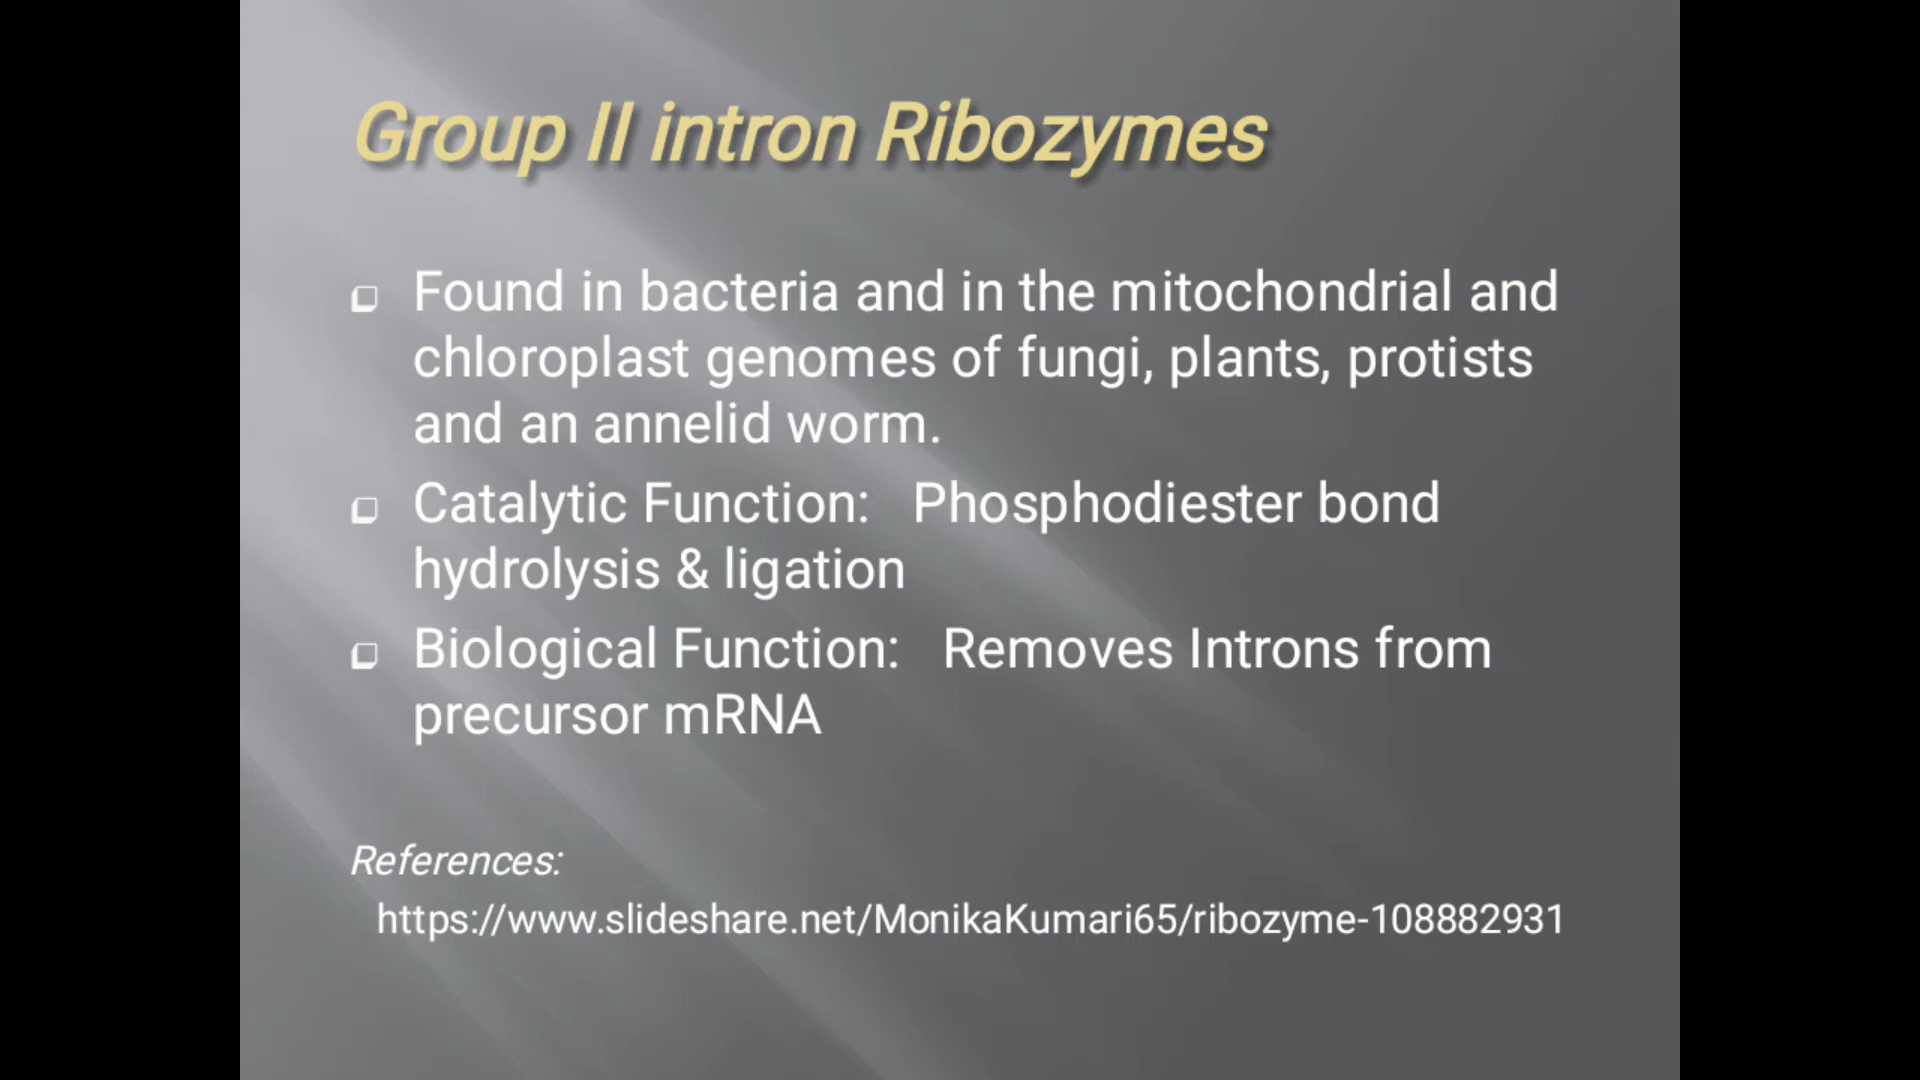 Group II intron Ribozymes
Found in bacteria and in the mitochondrial and
chloroplast genomes of fungi, plants, protists
and an annelid worm.
Catalytic Function: Phosphodiester bond
hydrolysis & ligation
Biological Function: Removes Introns from
precursor mRNA
References:
https://www.slideshare.net/MonikaKumari65/ribozyme-108882931